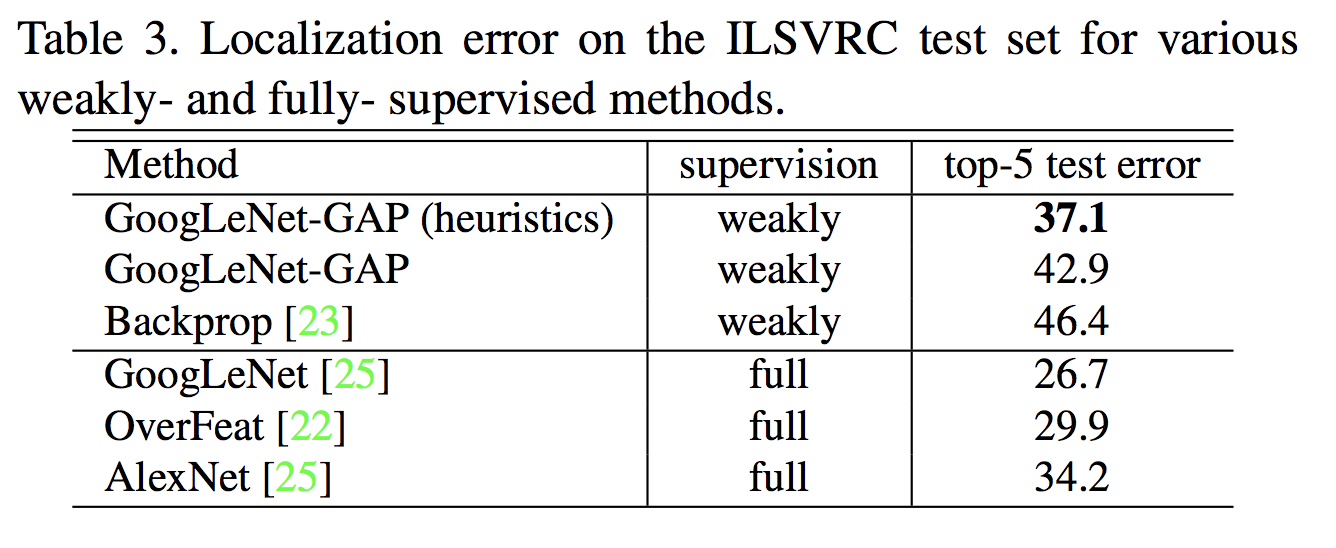 Table 3. Localization error on the ILSVRC test set for various
weakly- and fully- supervised methods.
Method supervision top-5 test error
GoogLeNet-GAP (heuristics) weakly 37.1
GoogLeNet-GAP weakly 42.9
Backprop [23] weakly 46.4
GoogLeNet [25] full 26.7
OverFeat [22] full 29.9
AlexNet [25] full 34.2